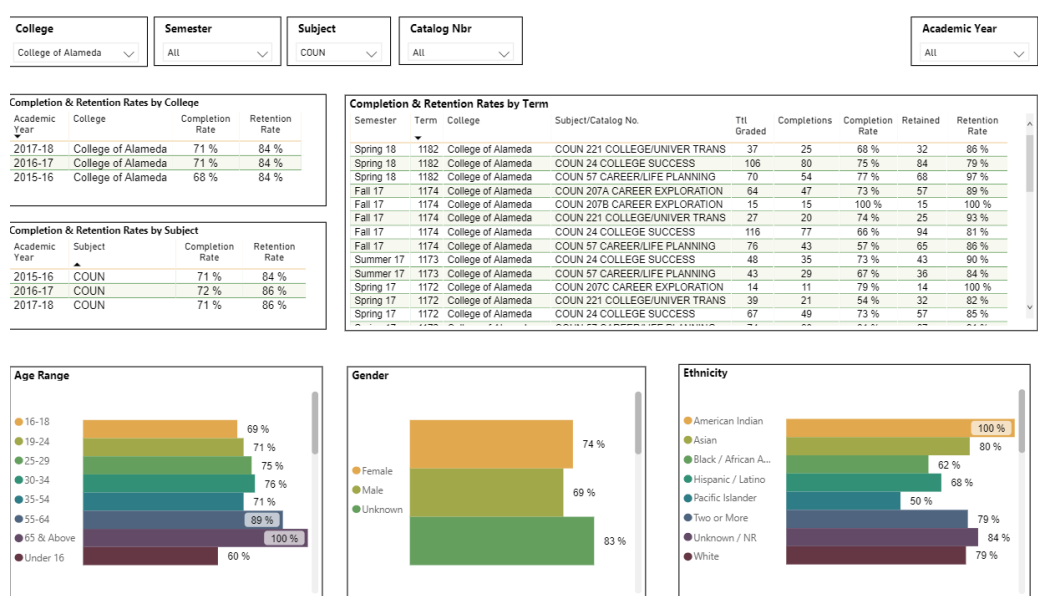 College Semester Subject Catalog Nbr Academic Year
College of Alameda All COUN All All
Completion & Retention Rates by College
Academic Year College Completion Rate Retention Rate
2017-18 College of Alameda 71 % 84 %
2016-17 College of Alameda 71 % 84 %
2015-16 College of Alameda 68 % 84 %
Completion & Retention Rates by Subject
Academic Year Subject Completion Rate Retention Rate
2015-16 COUN 71 % 84 %
2016-17 COUN 72 % 86 %
2017-18 COUN 71 % 86 %
Completion & Retention Rates by Term
Semester Term College Subject/Catalog No. Ttl Graded Completions Completion Rate Retained Retention Rate
Spring 18 1182 College of Alameda COUN 221 COLLEGE/UNIVER TRANS 37 25 68 % 32 86 %
Spring 18 1182 College of Alameda COUN 24 COLLEGE SUCCESS 106 80 75 % 84 79 %
Spring 18 1182 College of Alameda COUN 57 CAREER/LIFE PLANNING 70 54 77 % 68 97 %
Fall 17 1174 College of Alameda COUN 207A CAREER EXPLORATION 64 47 73 % 57 89 %
Fall 17 1174 College of Alameda COUN 207B CAREER EXPLORATION 15 15 100 % 15 100 %
Fall 17 1174 College of Alameda COUN 221 COLLEGE/UNIVER TRANS 27 20 74 % 25 93 %
Fall 17 1174 College of Alameda COUN 24 COLLEGE SUCCESS 116 77 66 % 94 81 %
Fall 17 1174 College of Alameda COUN 57 CAREER/LIFE PLANNING 76 43 57 % 65 86 %
Summer 17 1173 College of Alameda COUN 24 COLLEGE SUCCESS 48 35 73 % 43 90 %
Summer 17 1173 College of Alameda COUN 57 CAREER/LIFE PLANNING 43 29 67 % 36 84 %
Spring 17 1172 College of Alameda COUN 207C CAREER EXPLORATION 14 11 79 % 14 100 %
Spring 17 1172 College of Alameda COUN 221 COLLEGE/UNIVER TRANS 39 21 54 % 32 82 %
Spring 17 1172 College of Alameda COUN 24 COLLEGE SUCCESS 67 49 73 % 57 85 %
Age Range
16-18 69 %
19-24 71 %
25-29 75 %
30-34 76 %
35-54 71 %
55-64 89 %
65 & Above 100 %
Under 16 60 %
Gender
Female 74 %
Male 69 %
Unknown 83 %
Ethnicity
American Indian 100 %
Asian 80 %
Black / African A... 62 %
Hispanic / Latino 68 %
Pacific Islander 50 %
Two or More 79 %
Unknown / NR 84 %
White 79 %